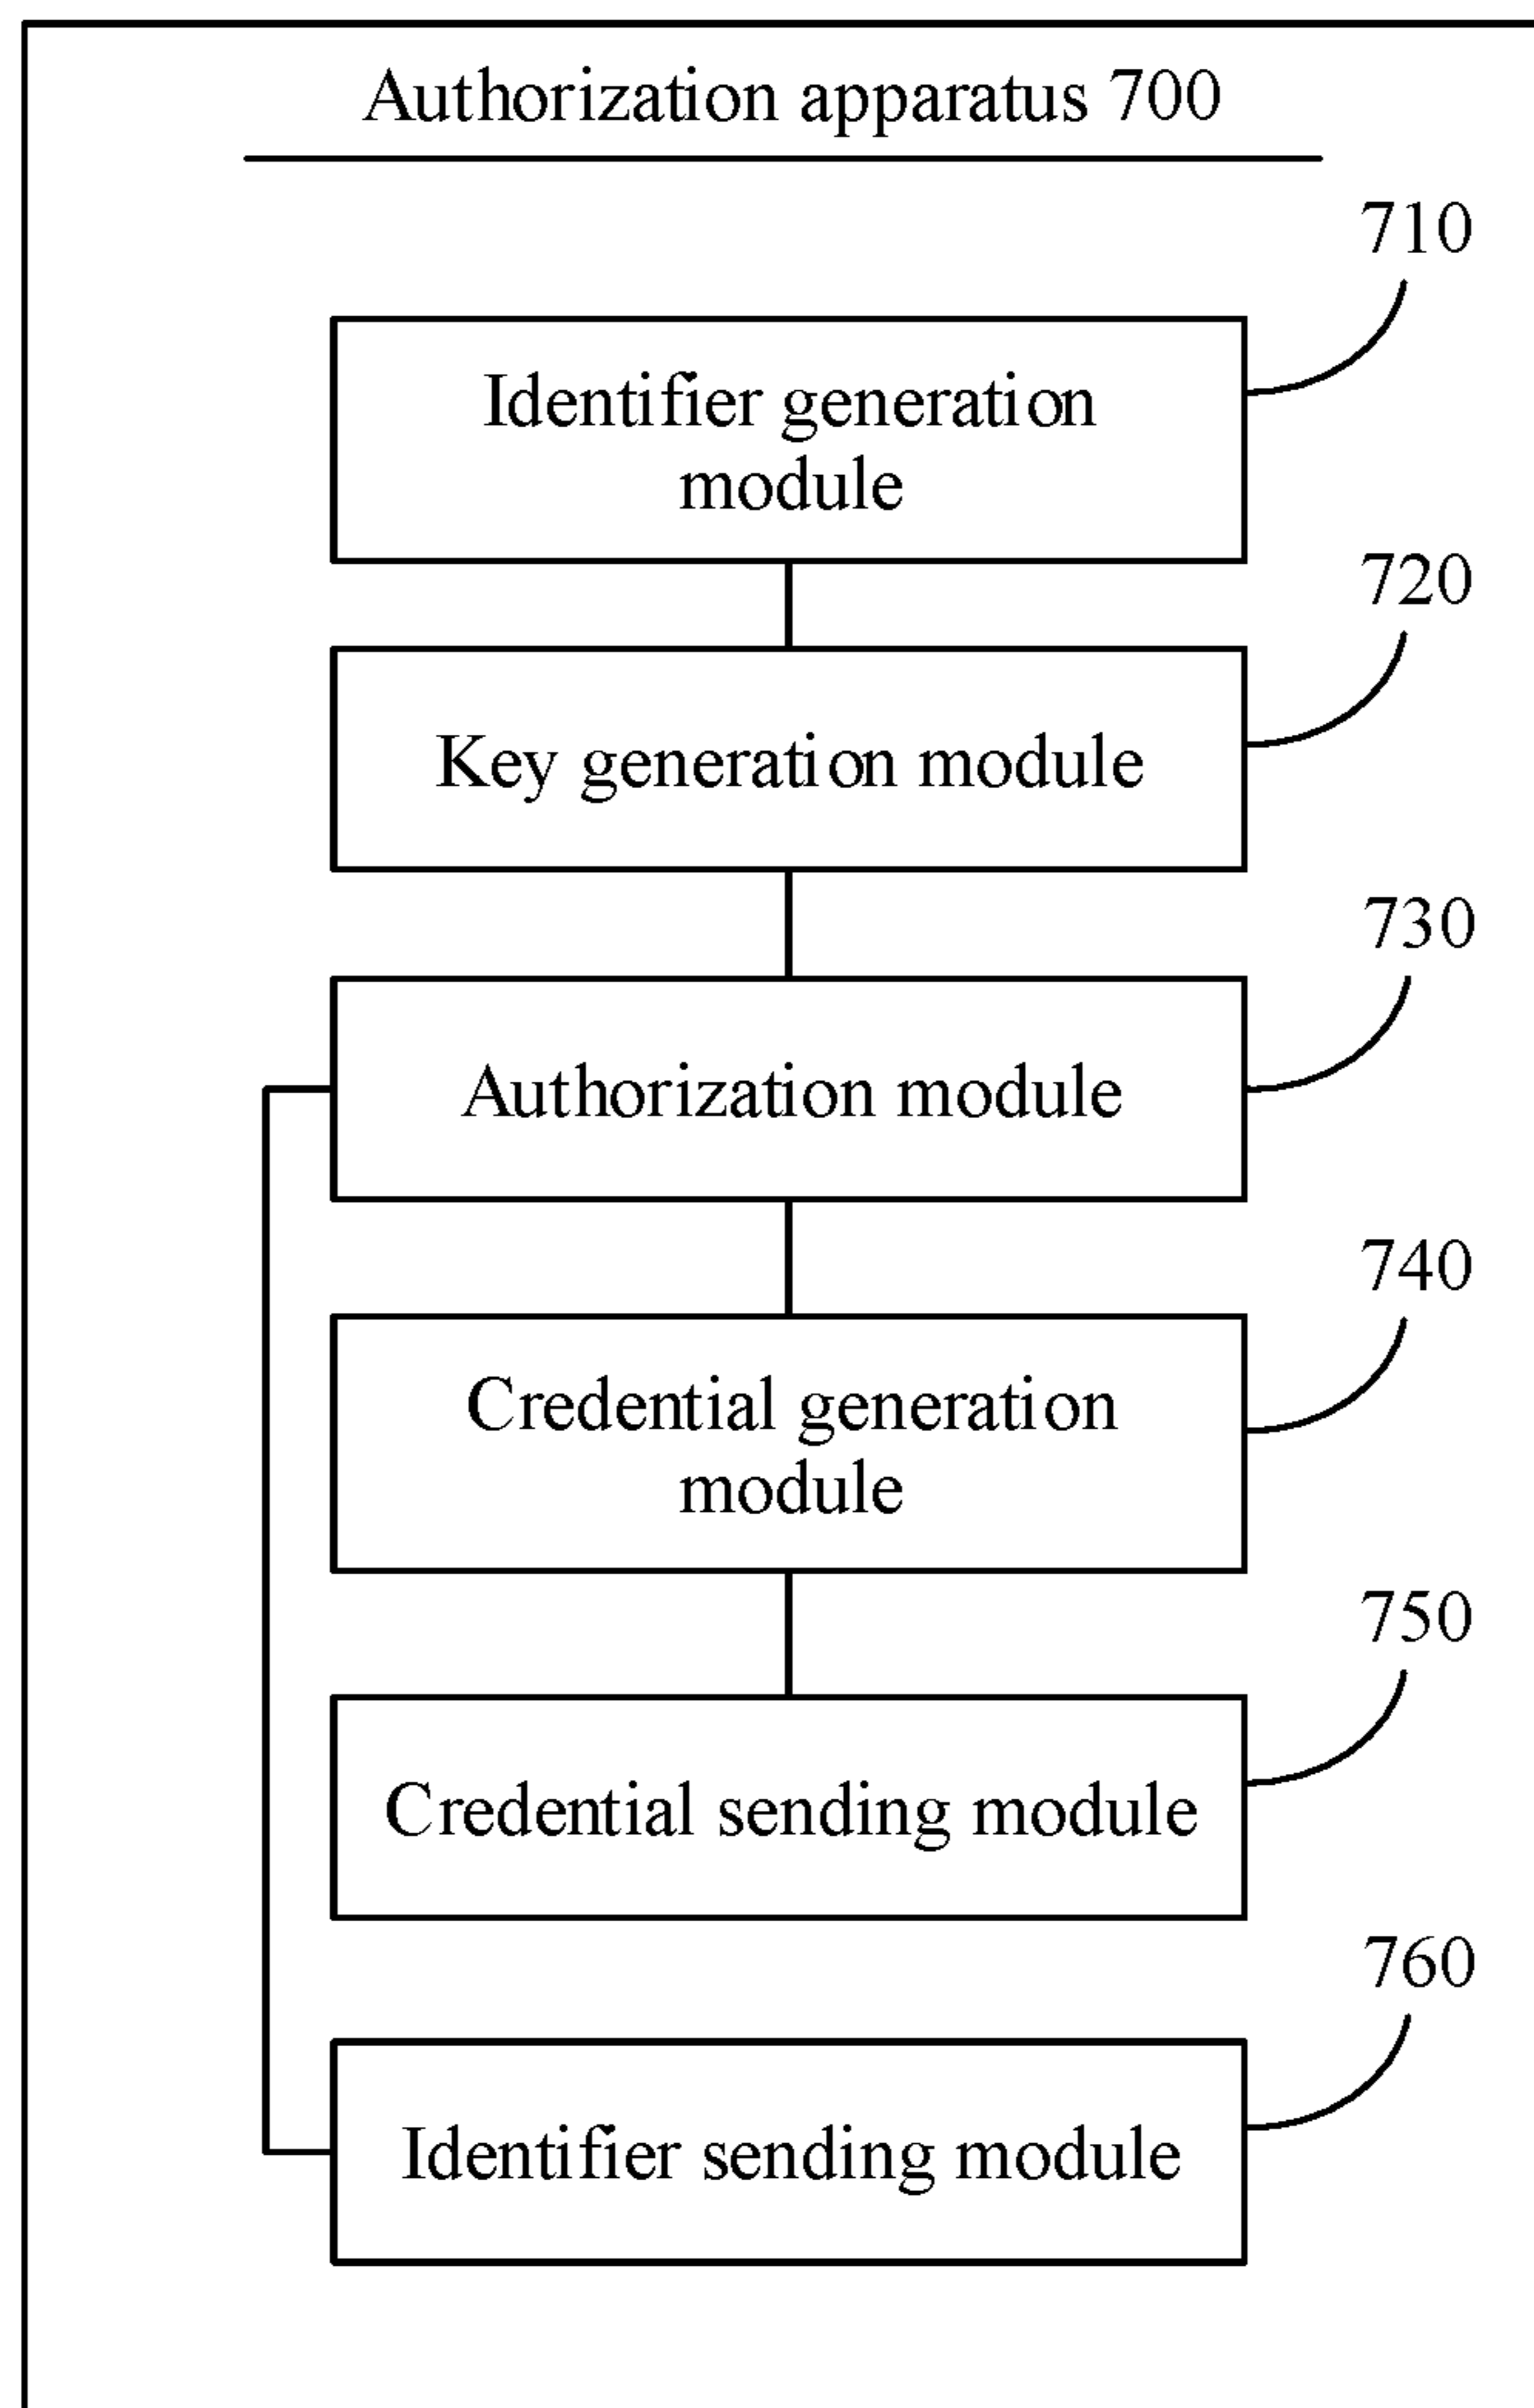 Authorization apparatus 700
710
Identifier generation
module
720
Key generation module
730
Authorization module
740
Credential generation
module
750
Credential sending module
760
Identifier sending module